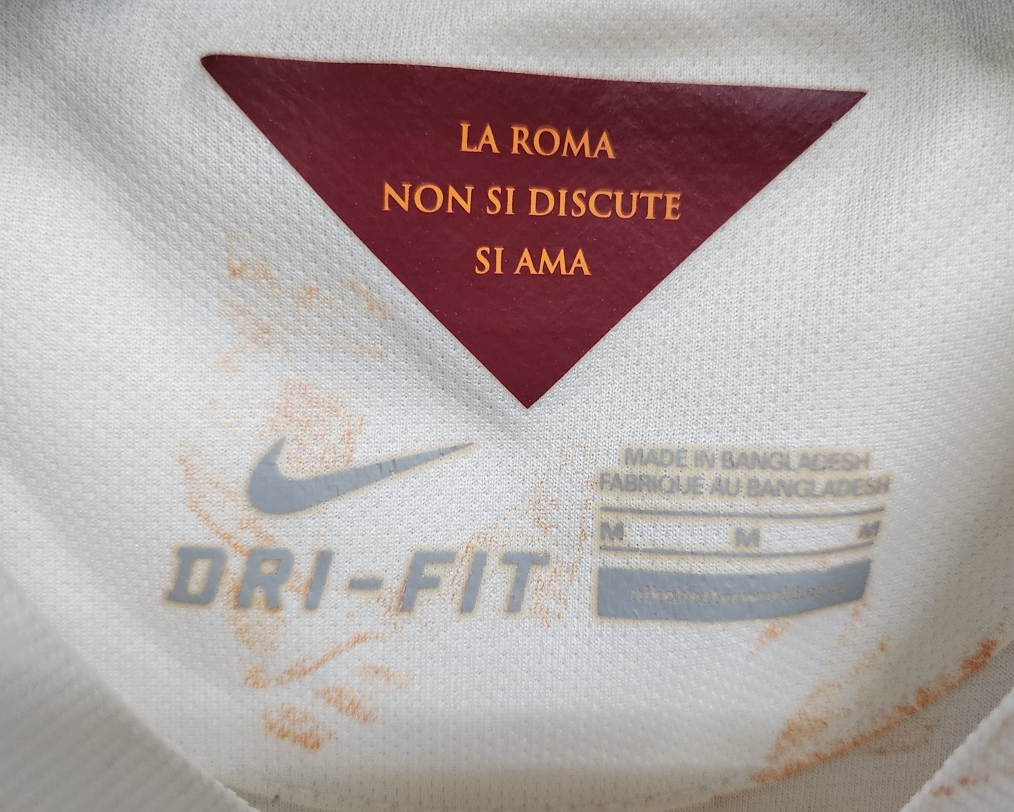 LA ROMA
NON SI DISCUTE
SI AMA
DRI-FIT
MADE IN BANGLADESH
FABRIQUE AU BANGLADESH
M M M